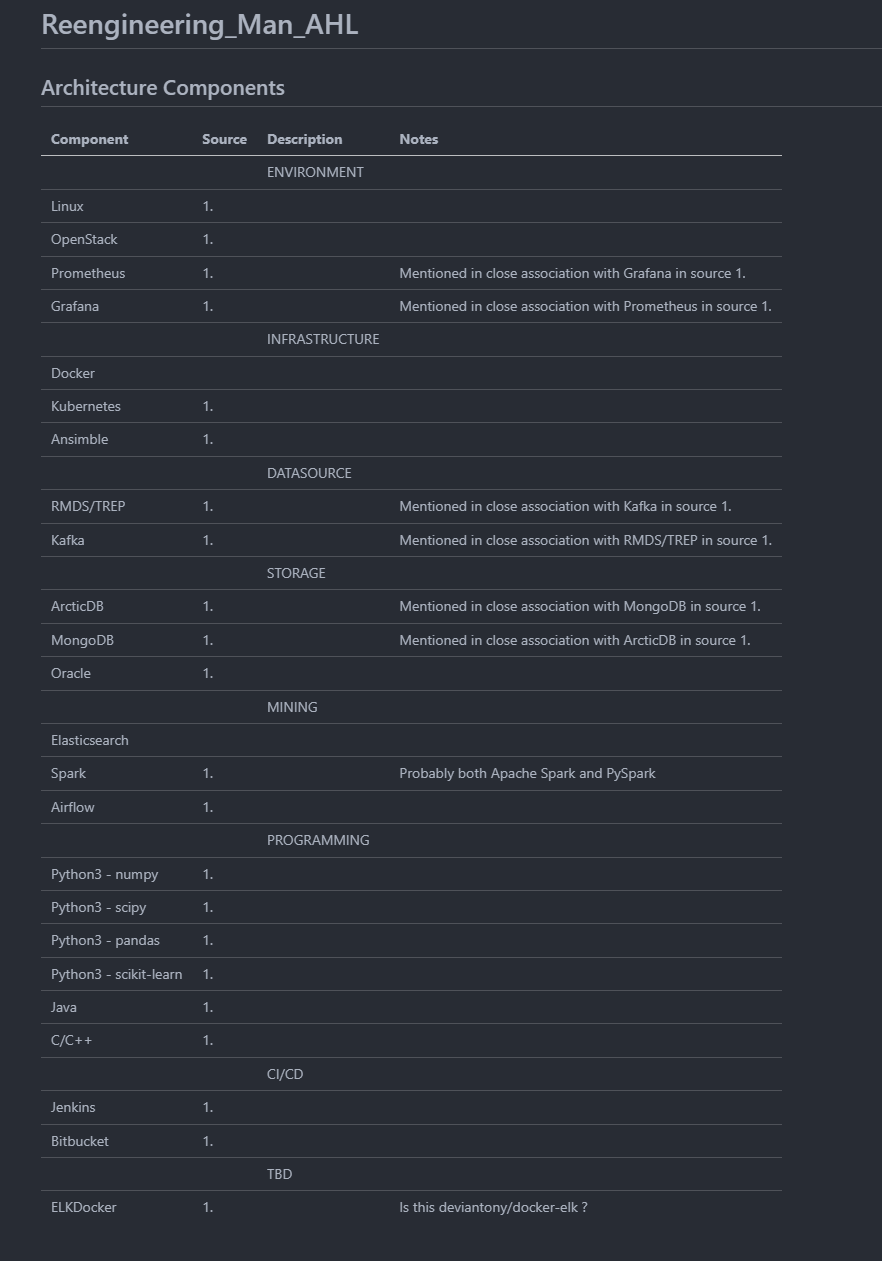 Reengineering_Man_AHL
Architecture Components
Component Source Description Notes
ENVIRONMENT
Linux 1.
OpenStack 1.
Prometheus 1. Mentioned in close association with Grafana in source 1.
Grafana 1. Mentioned in close association with Prometheus in source 1.
INFRASTRUCTURE
Docker
Kubernetes 1.
Ansimble 1.
DATASOURCE
RMDS/TREP 1. Mentioned in close association with Kafka in source 1.
Kafka 1. Mentioned in close association with RMDS/TREP in source 1.
STORAGE
ArcticDB 1. Mentioned in close association with MongoDB in source 1.
MongoDB 1. Mentioned in close association with ArcticDB in source 1.
Oracle 1.
MINING
Elasticsearch
Spark 1. Probably both Apache Spark and PySpark
Airflow 1.
PROGRAMMING
Python3 - numpy 1.
Python3 - scipy 1.
Python3 - pandas 1.
Python3 - scikit-learn 1.
Java 1.
C/C++ 1.
CI/CD
Jenkins 1.
Bitbucket 1.
TBD
ELKDocker 1. Is this deviantony/docker-elk ?